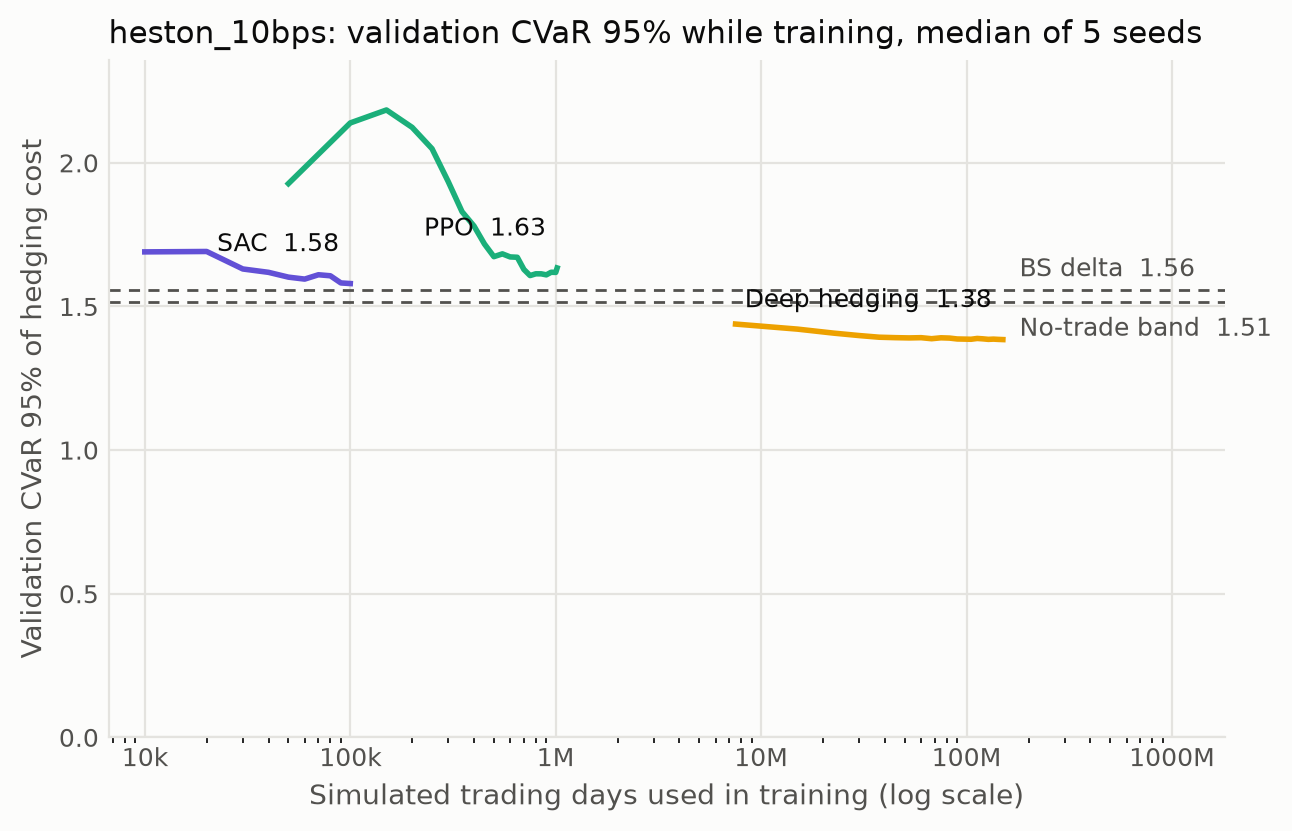 heston_10bps: validation CVaR 95% while training, median of 5 seeds
Validation CVaR 95% of hedging cost
2.0
1.5
1.0
0.5
0.0
SAC 1.58
PPO 1.63
BS delta 1.56
Deep hedging 1.38
No-trade band 1.51
10k 100k 1M 10M 100M 1000M
Simulated trading days used in training (log scale)